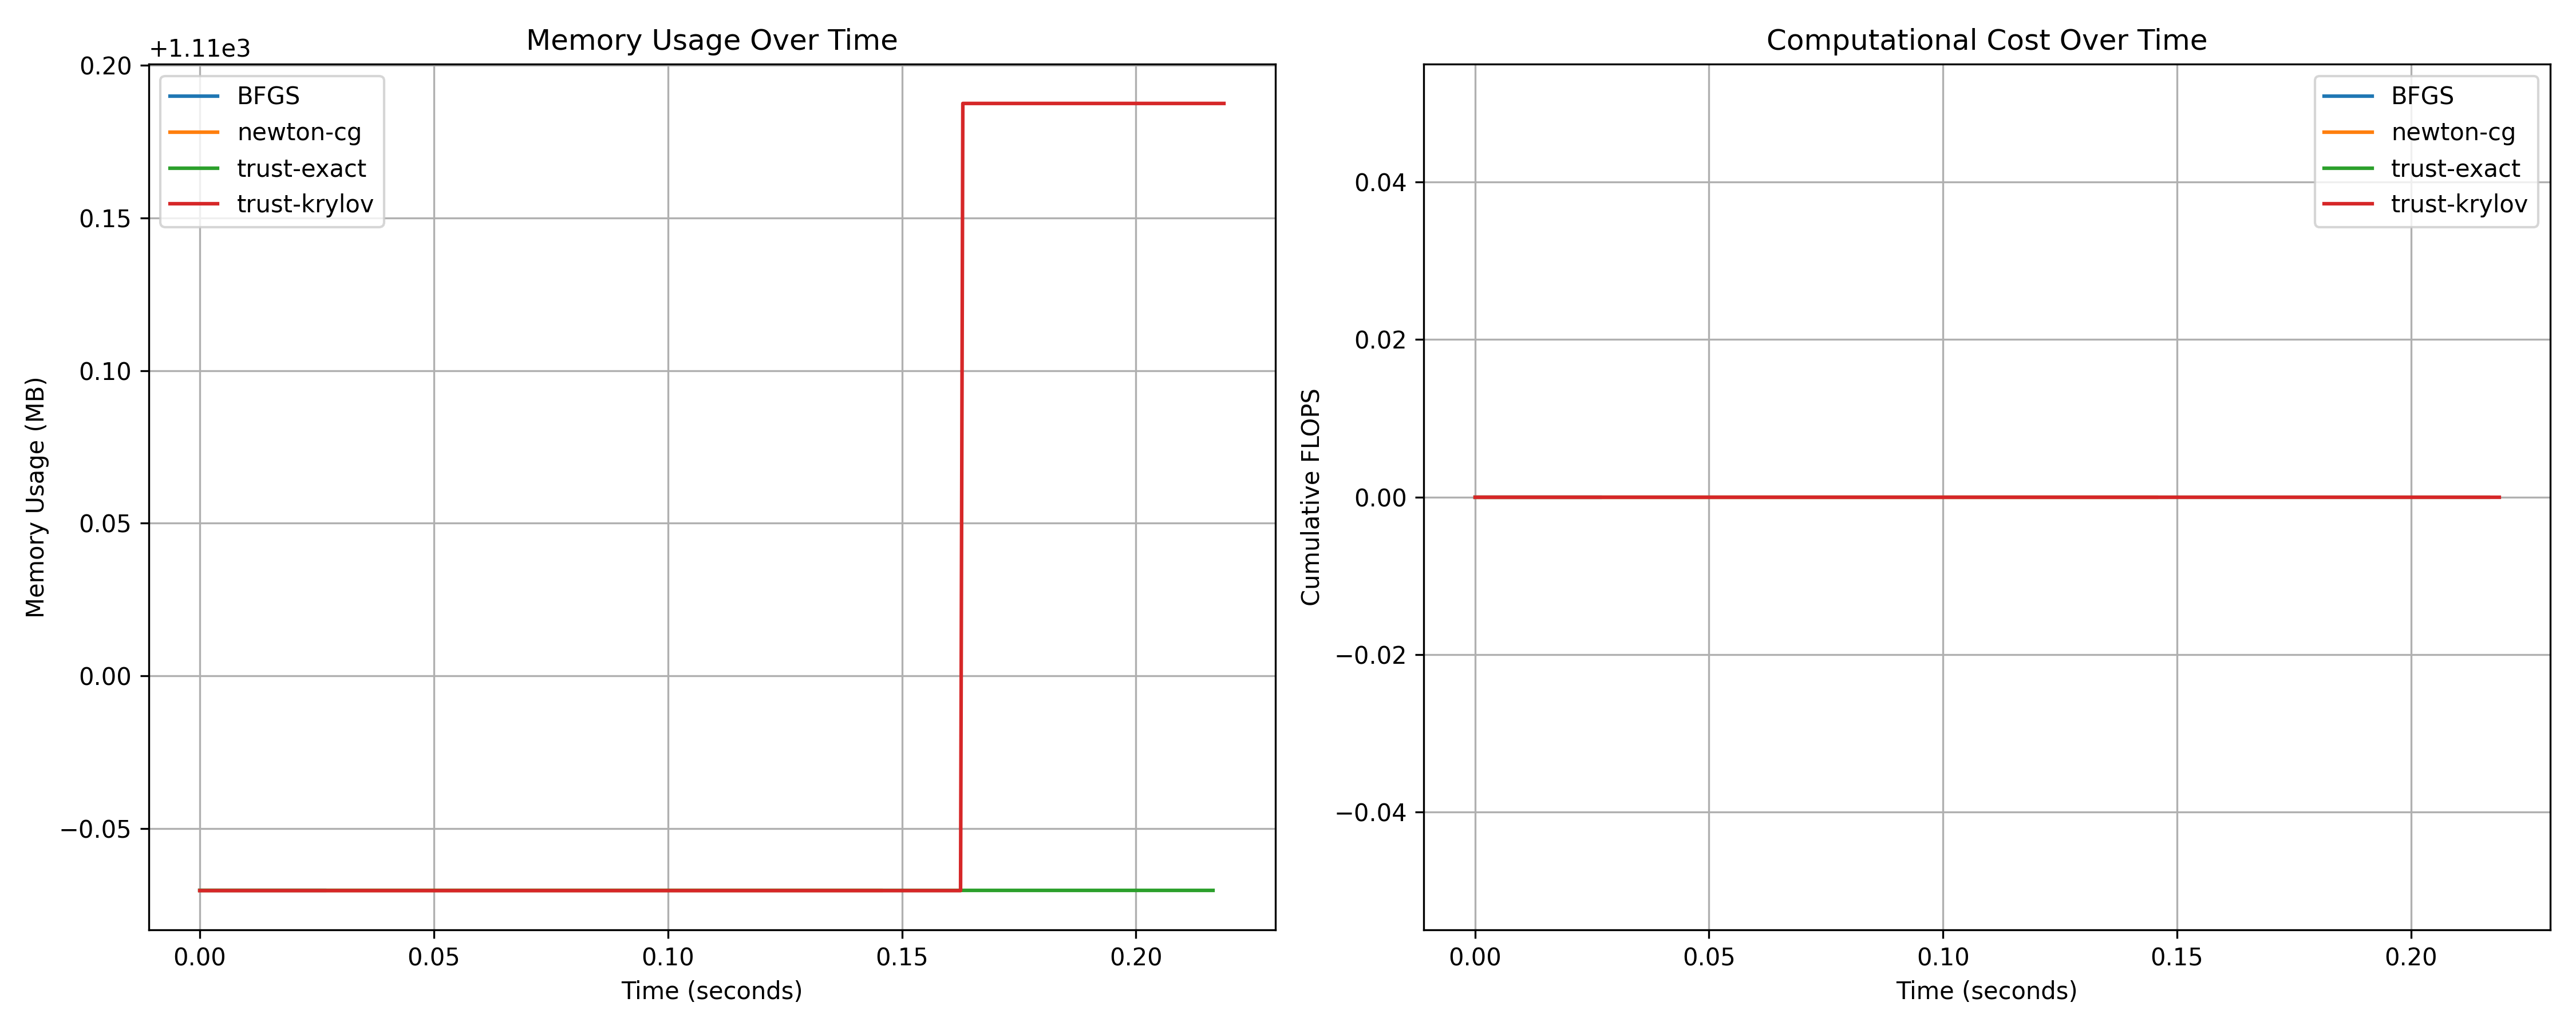 Memory Usage Over Time
+1.11e3
0.20
0.15
0.10
0.05
0.00
−0.05
Memory Usage (MB)
BFGS
newton-cg
trust-exact
trust-krylov
0.00 0.05 0.10 0.15 0.20
Time (seconds)
Computational Cost Over Time
0.04
0.02
0.00
−0.02
−0.04
Cumulative FLOPS
BFGS
newton-cg
trust-exact
trust-krylov
0.00 0.05 0.10 0.15 0.20
Time (seconds)